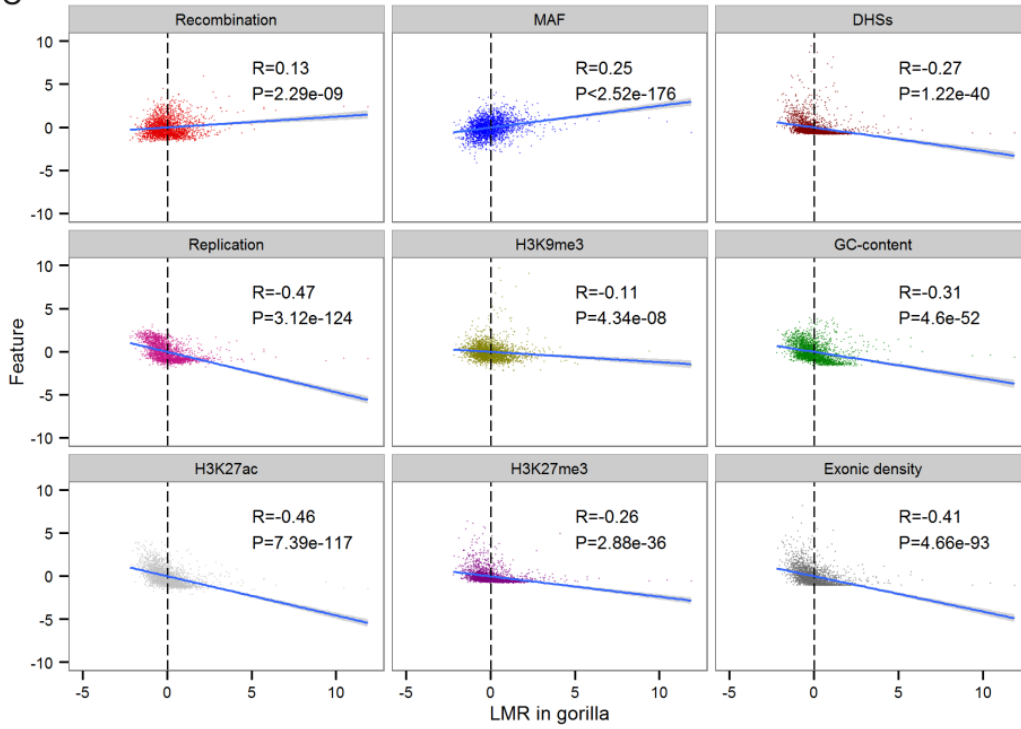 Recombination
MAF
DHSs
10
5
0
-5
-10
R=0.13
P=2.29e-09
R=0.25
P<2.52e-176
R=-0.27
P=1.22e-40
Replication
H3K9me3
GC-content
Feature
10
5
0
-5
-10
R=-0.47
P=3.12e-124
R=-0.11
P=4.34e-08
R=-0.31
P=4.6e-52
H3K27ac
H3K27me3
Exonic density
10
5
0
-5
-10
R=-0.46
P=7.39e-117
R=-0.26
P=2.88e-36
R=-0.41
P=4.66e-93
-5 0 5 10
-5 0 5 10
-5 0 5 10
LMR in gorilla